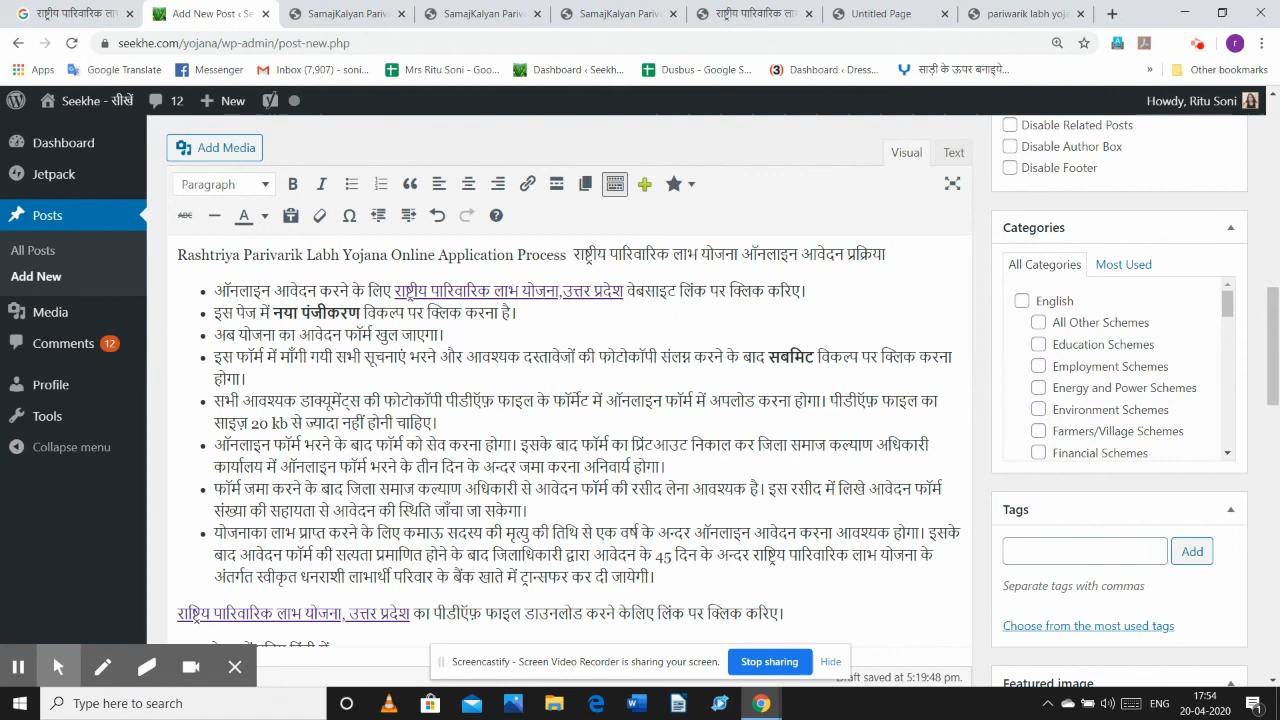 राष्ट्रीय पारिवारिक लाभ
Add New Post ‹ Se
SamajKalyan Pariva
SamajKalyan Pariva
SamajKalyan Pariva
राष्ट्रीय पारिवारिक लाभ
Untitled Page
pariwarik labh yoja
seekhe.com/yojana/wp-admin/post-new.php
Apps
Google Translate
Messenger
Inbox (7,907) - soni...
Mrs Ritu Soni - Goo...
Dashboard ‹ Seekh...
Dusbus - Google S...
Dashboard ‹ Dress...
साड़ी के ऊपर बनाइये...
Other bookmarks
Seekhe - सीखें
12
New
Howdy, Ritu Soni
Dashboard
Jetpack
Posts
All Posts
Add New
Media
Comments 12
Profile
Tools
Collapse menu
Add Media
Visual
Text
Paragraph
Rashtriya Parivarik Labh Yojana Online Application Process राष्ट्रीय पारिवारिक लाभ योजना ऑनलाइन आवेदन प्रक्रिया
ऑनलाइन आवेदन करने के लिए राष्ट्रीय पारिवारिक लाभ योजना,उत्तर प्रदेश वेबसाइट लिंक पर क्लिक करिए।
इस पेज में नया पंजीकरण विकल्प पर क्लिक करना है।
अब योजना का आवेदन फॉर्म खुल जाएगा।
इस फॉर्म में माँगी गयी सभी सूचनाएं भरने और आवश्यक दस्तावेजों की फोटोकॉपी संलग्न करने के बाद सबमिट विकल्प पर क्लिक करना
होगा।
सभी आवश्यक डाक्यूमेंट्स की फोटोकॉपी पीडीऍफ़ फाइल के फॉर्मेट में ऑनलाइन फॉर्म में अपलोड करना होगा। पीडीऍफ़ फाइल का
साइज़ 20 kb से ज्यादा नहीं होनी चाहिए।
ऑनलाइन फॉर्म भरने के बाद फॉर्म को सेव करना होगा। इसके बाद फॉर्म का प्रिंटआउट निकाल कर जिला समाज कल्याण अधिकारी
कार्यालय में ऑनलाइन फॉर्म भरने के तीन दिन के अन्दर जमा करना अनिवार्य होगा।
फॉर्म जमा करने के बाद जिला समाज कल्याण अधिकारी से आवेदन फॉर्म की रसीद लेना आवश्यक है। इस रसीद में लिखे आवेदन फॉर्म
संख्या की सहायता से आवेदन की स्थिति जाँचा जा सकेगा।
योजनाका लाभ प्राप्त करने के लिए कमाऊ सदस्य की मृत्यु की तिथि से एक वर्ष के अन्दर ऑनलाइन आवेदन करना आवश्यक होगा। इसके
बाद आवेदन फॉर्म की सत्यता प्रमाणित होने के बाद जिलाधिकारी द्वारा आवेदन के 45 दिन के अन्दर राष्ट्रिय पारिवारिक लाभ योजना के
अंतर्गत स्वीकृत धनराशी लाभार्थी परिवार के बैंक खाते में ट्रान्सफर कर दी जायेगी।
राष्ट्रिय पारिवारिक लाभ योजना, उत्तर प्रदेश का पीडीऍफ़ फाइल डाउनलोड करने केलिए लिंक पर क्लिक करिए।
Draft saved at 5:19:48 pm.
Disable Related Posts
Disable Author Box
Disable Footer
Categories
All Categories
Most Used
English
All Other Schemes
Education Schemes
Employment Schemes
Energy and Power Schemes
Environment Schemes
Farmers/Village Schemes
Financial Schemes
Tags
Add
Separate tags with commas
Choose from the most used tags
Featured image
Screencastify - Screen Video Recorder is sharing your screen.
Stop sharing
Hide
Type here to search
ENG
17:54
20-04-2020